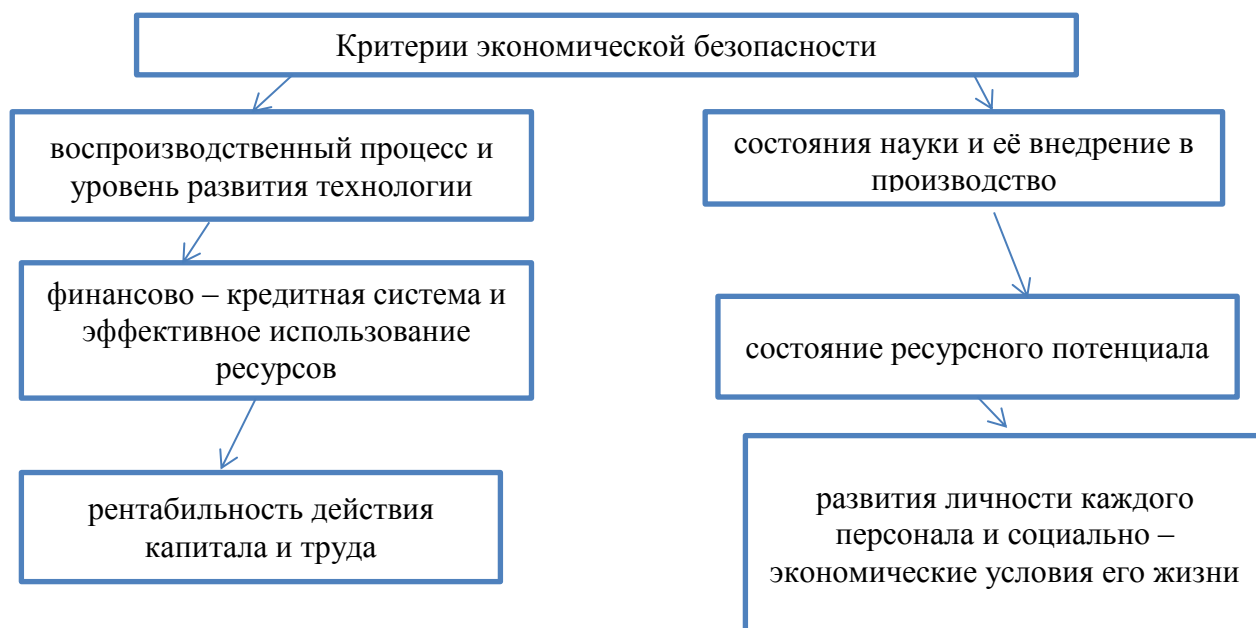 Критерии экономической безопасности
воспроизводственный процесс и
уровень развития технологии
состояния науки и её внедрение в
производство
финансово – кредитная система и
эффективное использование
ресурсов
состояние ресурсного потенциала
рентабильность действия
капитала и труда
развития личности каждого
персонала и социально –
экономические условия его жизни